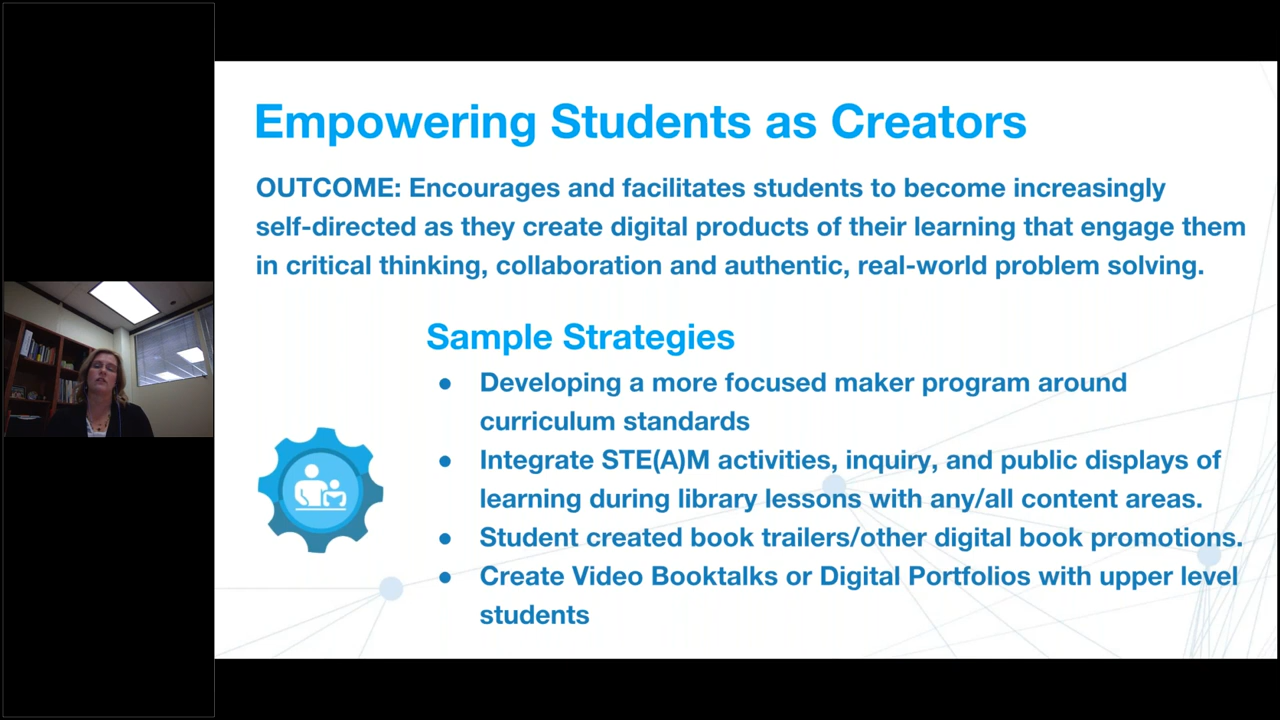 Empowering Students as Creators
OUTCOME: Encourages and facilitates students to become increasingly
self-directed as they create digital products of their learning that engage them
in critical thinking, collaboration and authentic, real-world problem solving.
Sample Strategies
● Developing a more focused maker program around
curriculum standards
● Integrate STE(A)M activities, inquiry, and public displays of
learning during library lessons with any/all content areas.
● Student created book trailers/other digital book promotions.
● Create Video Booktalks or Digital Portfolios with upper level
students